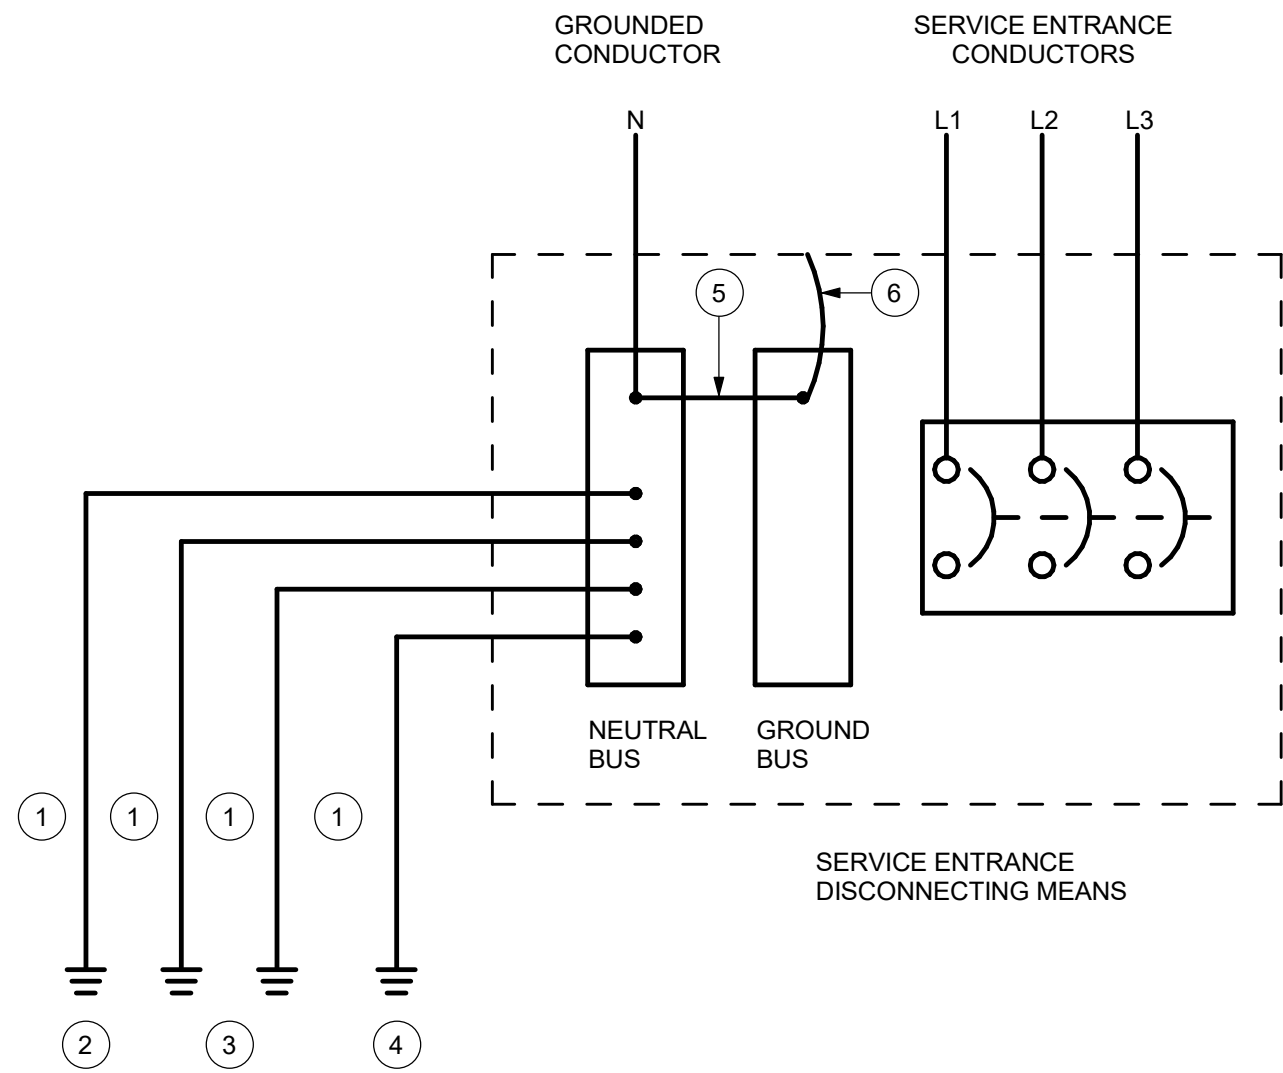 GROUNDED
CONDUCTOR
SERVICE ENTRANCE
CONDUCTORS
N
L1
L2
L3
5
6
NEUTRAL
BUS
GROUND
BUS
1
1
1
1
SERVICE ENTRANCE
DISCONNECTING MEANS
2
3
4